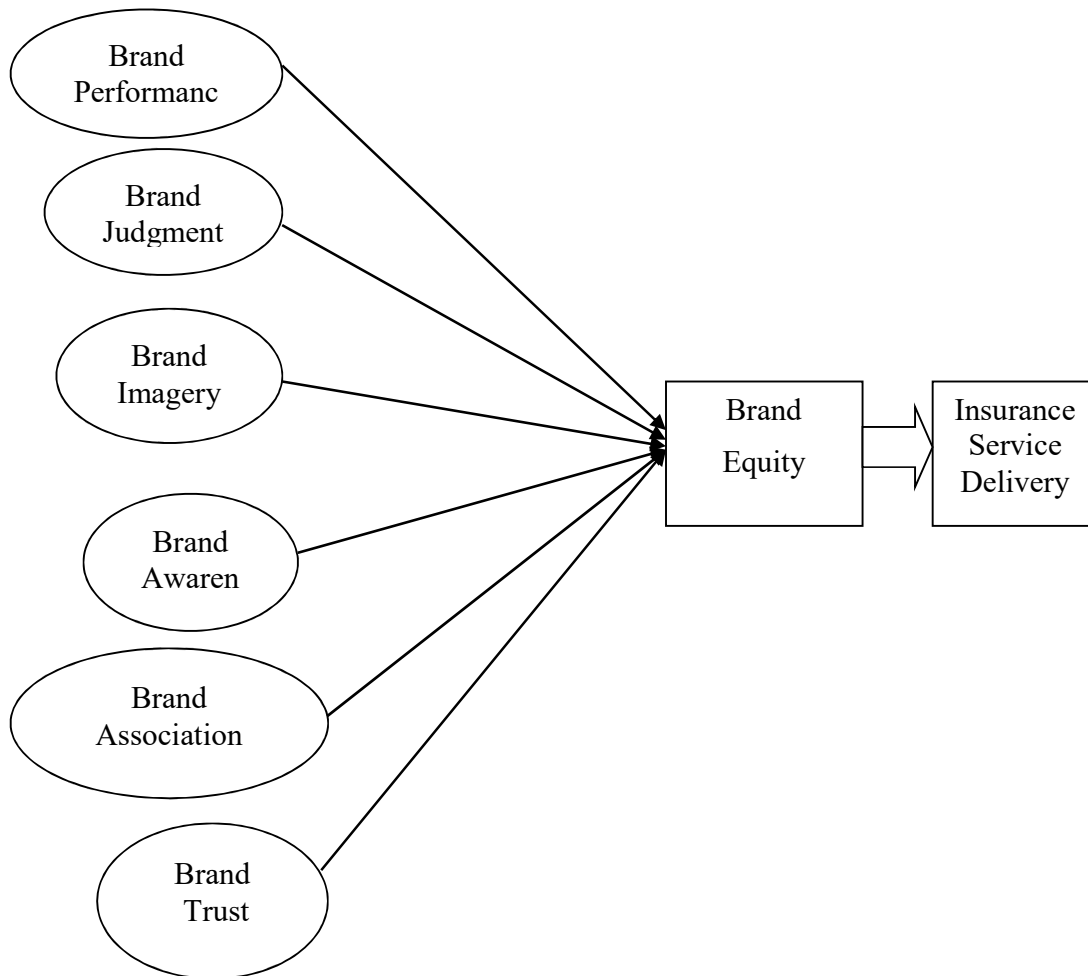 Brand
Performanc
Brand
Judgment
Brand
Imagery
Brand
Awaren
Brand
Association
Brand
Trust
Brand
Equity
Insurance
Service
Delivery